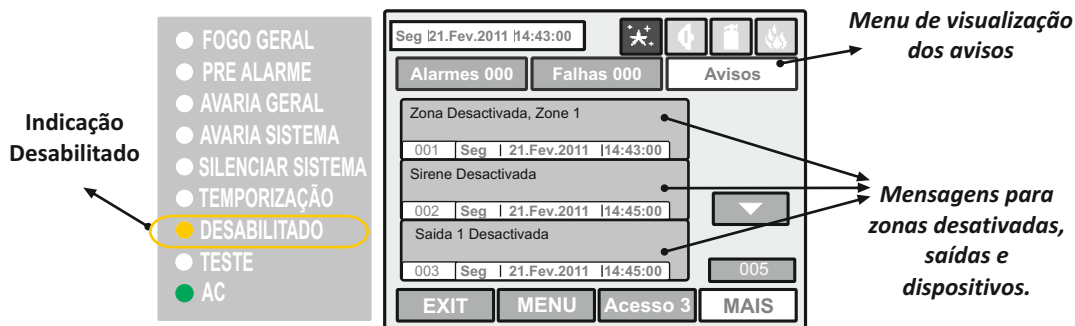 Indicação
Desabilitado
FOGO GERAL
PRE ALARME
AVARIA GERAL
AVARIA SISTEMA
SILENCIAR SISTEMA
TEMPORIZAÇÃO
DESABILITADO
TESTE
AC
Seg 21.Fev.2011 14:43:00
Alarmes 000 Falhas 000 Avisos
Zona Desactivada, Zone 1
001 Seg 21.Fev.2011 14:43:00
Sirene Desactivada
002 Seg 21.Fev.2011 14:45:00
Saida 1 Desactivada
003 Seg 21.Fev.2011 14:45:00
005
EXIT MENU Acesso 3 MAIS
Menu de visualização
dos avisos
Mensagens para
zonas desativadas,
saídas e
dispositivos.